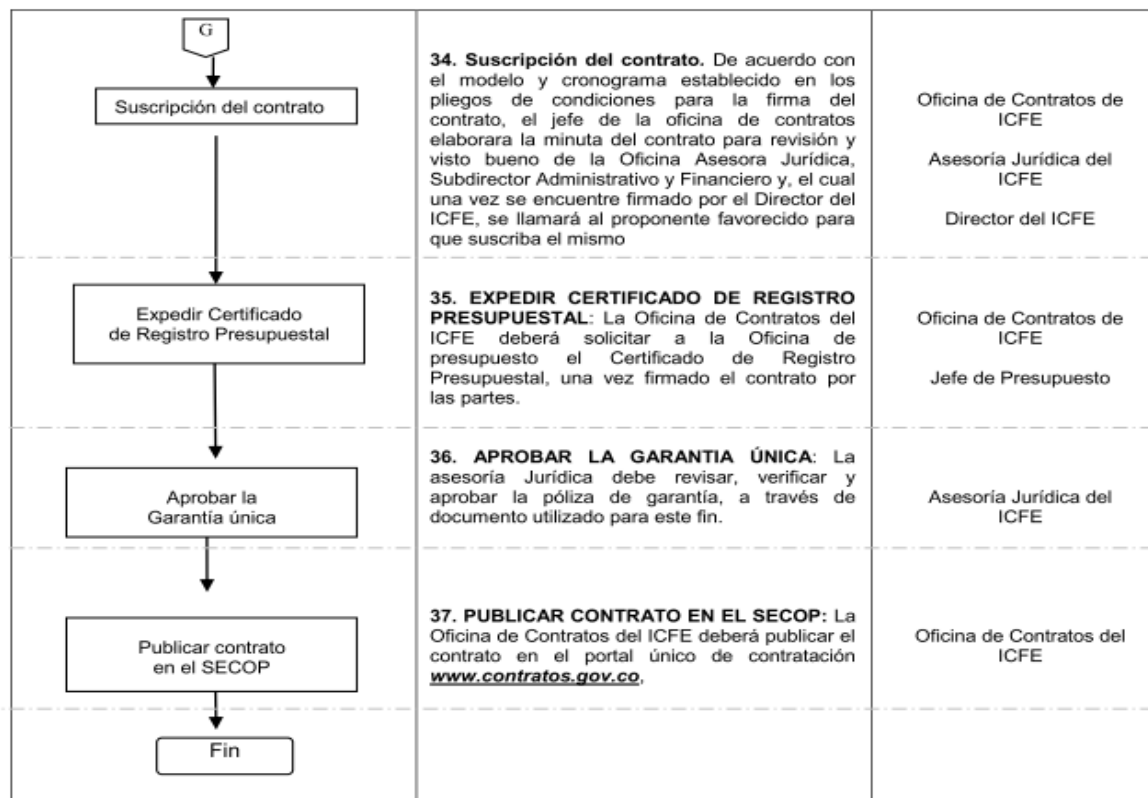 G
Suscripción del contrato
34. Suscripción del contrato. De acuerdo con
el modelo y cronograma establecido en los
pliegos de condiciones para la firma del
contrato, el jefe de la oficina de contratos
elaborara la minuta del contrato para revisión y
visto bueno de la Oficina Asesora Jurídica,
Subdirector Administrativo y Financiero y, el cual
una vez se encuentre firmado por el Director del
ICFE, se llamará al proponente favorecido para
que suscriba el mismo
Oficina de Contratos de
ICFE
Asesoría Jurídica del
ICFE
Director del ICFE
Expedir Certificado
de Registro Presupuestal
35. EXPEDIR CERTIFICADO DE REGISTRO
PRESUPUESTAL: La Oficina de Contratos del
ICFE deberá solicitar a la Oficina de
presupuesto el Certificado de Registro
Presupuestal, una vez firmado el contrato por
las partes.
Oficina de Contratos de
ICFE
Jefe de Presupuesto
Aprobar la
Garantía única
36. APROBAR LA GARANTIA ÚNICA: La
asesoría Jurídica debe revisar, verificar y
aprobar la póliza de garantía, a través de
documento utilizado para este fin.
Asesoría Jurídica del
ICFE
Publicar contrato
en el SECOP
37. PUBLICAR CONTRATO EN EL SECOP: La
Oficina de Contratos del ICFE deberá publicar el
contrato en el portal único de contratación
www.contratos.gov.co,
Oficina de Contratos del
ICFE
Fin